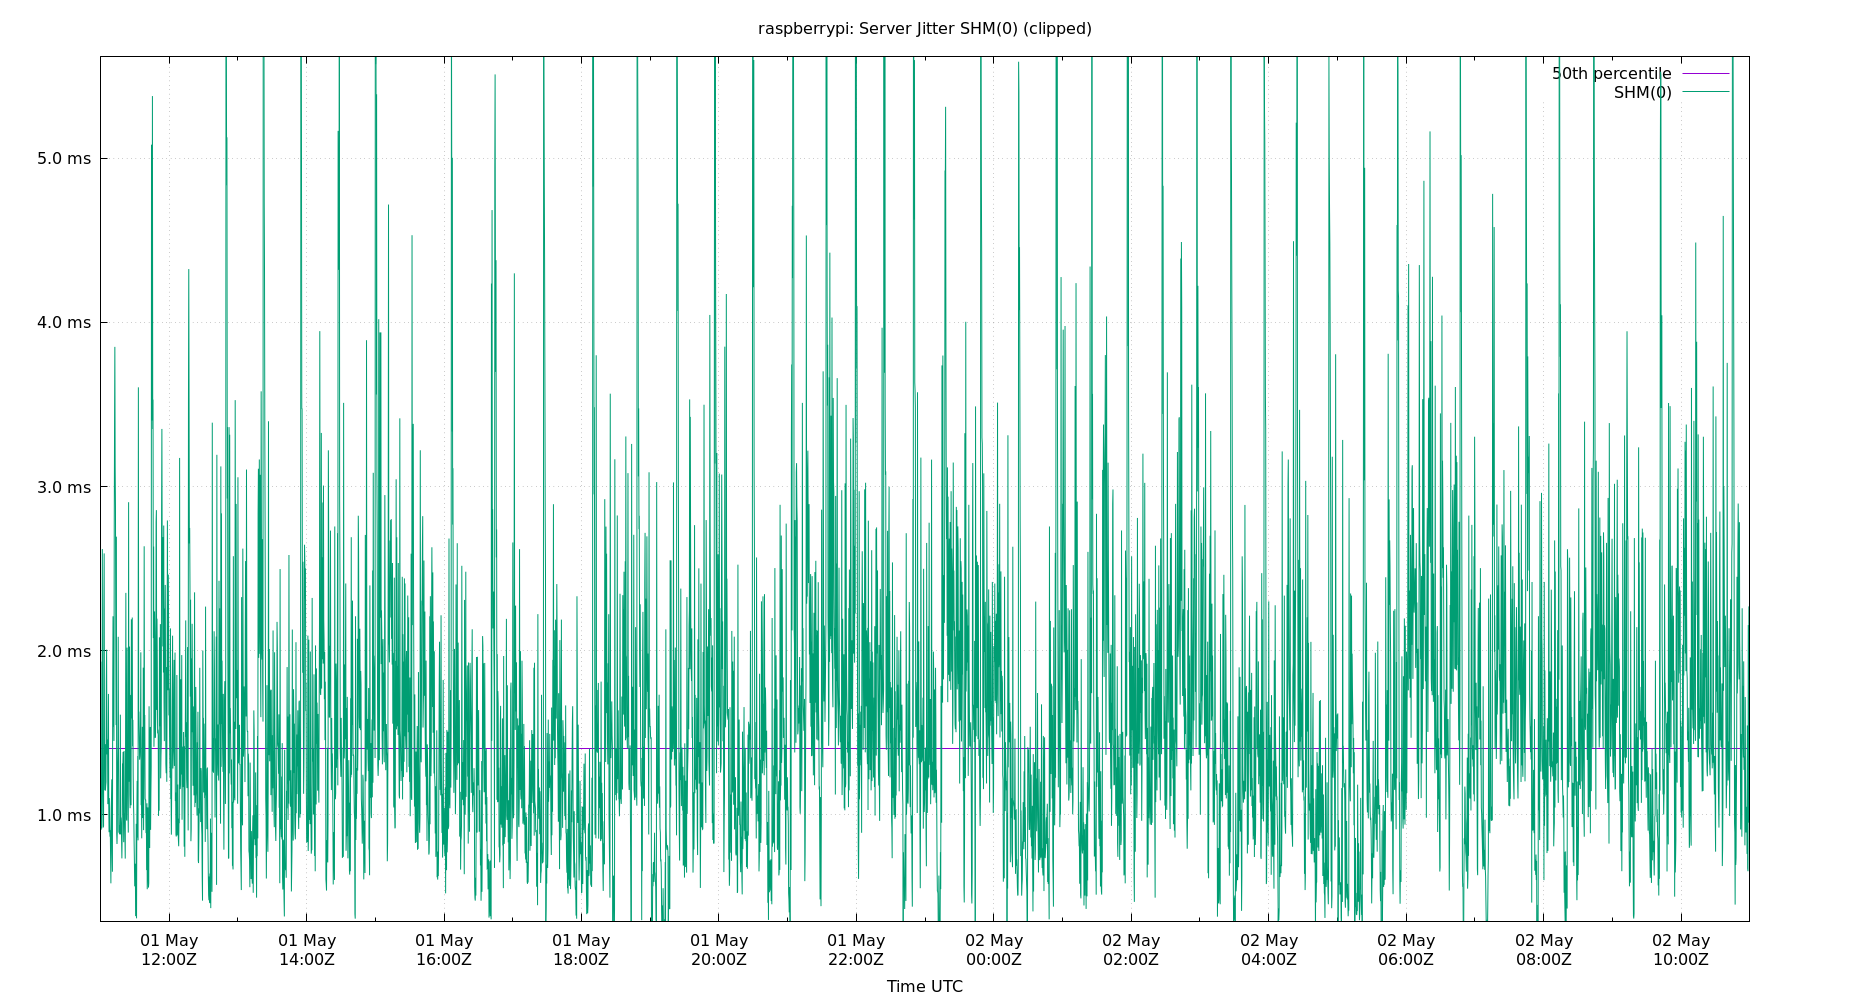 raspberrypi: Server Jitter SHM(0) (clipped)
50th percentile
SHM(0)
5.0 ms
4.0 ms
3.0 ms
2.0 ms
1.0 ms
01 May 01 May 01 May 01 May 01 May 01 May 02 May 02 May 02 May 02 May 02 May 02 May
12:00Z 14:00Z 16:00Z 18:00Z 20:00Z 22:00Z 00:00Z 02:00Z 04:00Z 06:00Z 08:00Z 10:00Z
Time UTC